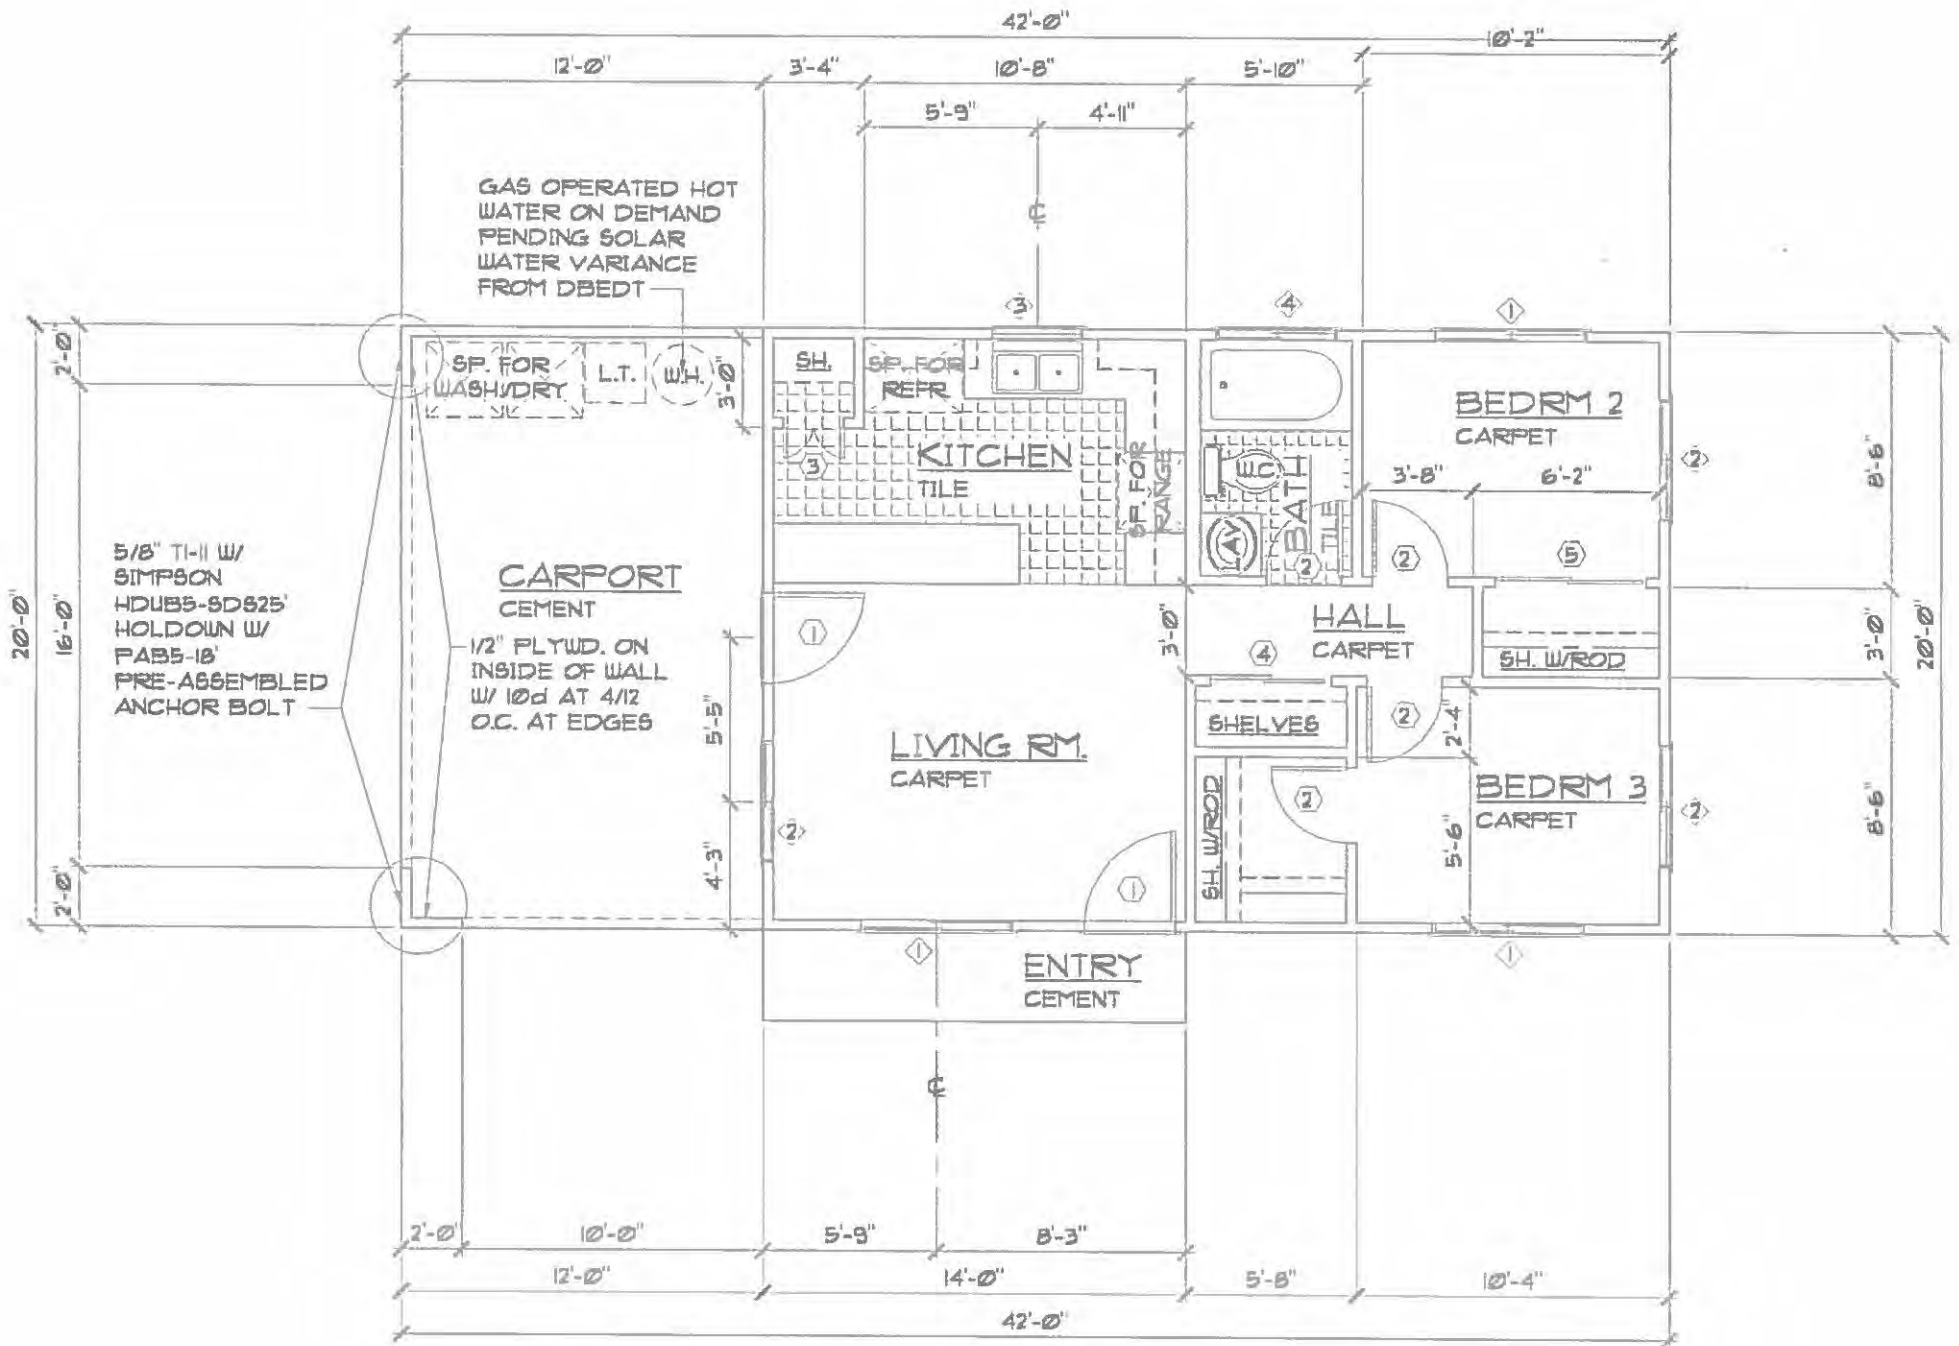 42'-0"
10'-2"
12'-0"
3'-4"
10'-8"
5'-10"
5'-9"
4'-11"
GAS OPERATED HOT
WATER ON DEMAND
PENDING SOLAR
WATER VARIANCE
FROM DBEDT
3
4
1
2'-0"
16'-0"
2'-0"
20'-0"
SP. FOR
WASH/DRY
L.T.
W.H.
3'-0"
SH.
SP. FOR
REFR.
KITCHEN
TILE
3
SP. FOR
RANGE
W.C.
LAV
BATH
TILE
2
BEDRM 2
CARPET
3'-8"
6'-2"
2
2
5
8'-6"
3'-0"
8'-6"
20'-0"
5/8" T1-11 W/
SIMPSON
HDUB5-SDS25'
HOLDOWN W/
PAB5-18'
PRE-ASSEMBLED
ANCHOR BOLT
CARPORT
CEMENT
1/2" PLYWD. ON
INSIDE OF WALL
W/ 10d AT 4/12
O.C. AT EDGES
1
5'-5"
4'-3"
3'-0"
HALL
CARPET
4
SH. W/ROD
SHELVES
2
2'-4"
LIVING RM.
CARPET
2
1
SH. W/ROD
2
BEDRM 3
CARPET
5'-6"
2
1
1
ENTRY
CEMENT
2'-0"
10'-0"
5'-9"
8'-3"
12'-0"
14'-0"
5'-8"
10'-4"
42'-0"